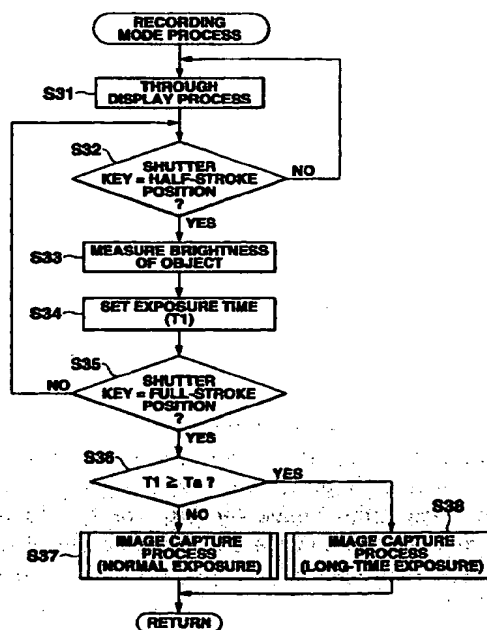 RECORDING
MODE PROCESS
S31
THROUGH
DISPLAY PROCESS
S32
SHUTTER
KEY = HALF-STROKE
POSITION
?
NO
YES
S33
MEASURE BRIGHTNESS
OF OBJECT
S34
SET EXPOSURE TIME
(T1)
S35
NO
SHUTTER
KEY = FULL-STROKE
POSITION
?
YES
S36
T1 ≥ Ta ?
YES
NO
S37
IMAGE CAPTURE
PROCESS
(NORMAL EXPOSURE)
S38
IMAGE CAPTURE
PROCESS
(LONG-TIME EXPOSURE)
RETURN